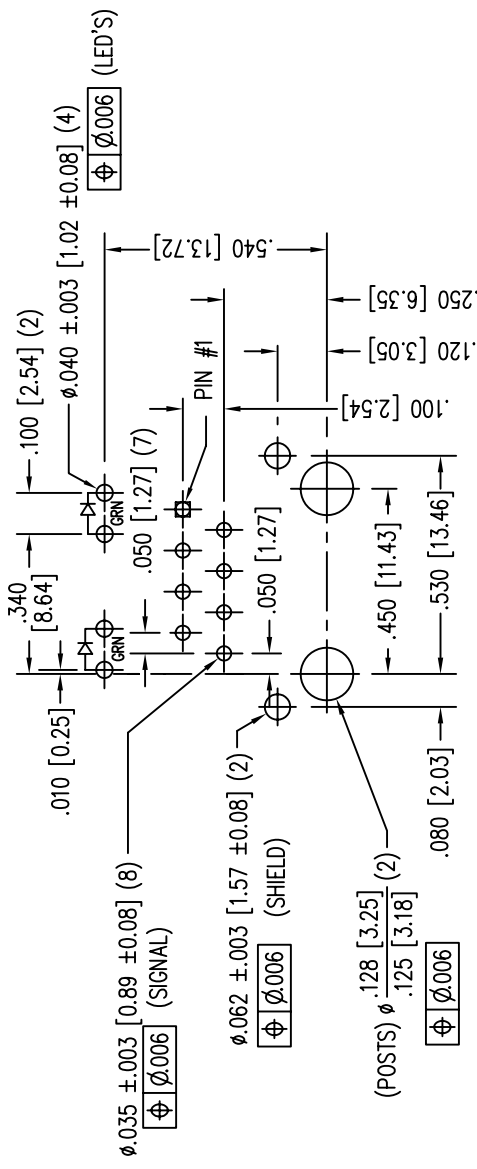 .010 [0.25]
.340
[8.64]
.100 [2.54] (2)
ø.040 ±.003 [1.02 ±0.08] (4)
⌖ Ø.006
(LED'S)
GRN
GRN
.050 [1.27] (7)
PIN #1
.540 [13.72]
ø.035 ±.003 [0.89 ±0.08] (8)
(SIGNAL)
⌖ Ø.006
.050 [1.27]
.100 [2.54]
.120 [3.05]
.250 [6.35]
ø.062 ±.003 [1.57 ±0.08] (2)
(SHIELD)
⌖ Ø.006
(POSTS) ø .128 [3.25] (2)
.125 [3.18]
⌖ Ø.006
.450 [11.43]
.530 [13.46]
.080 [2.03]